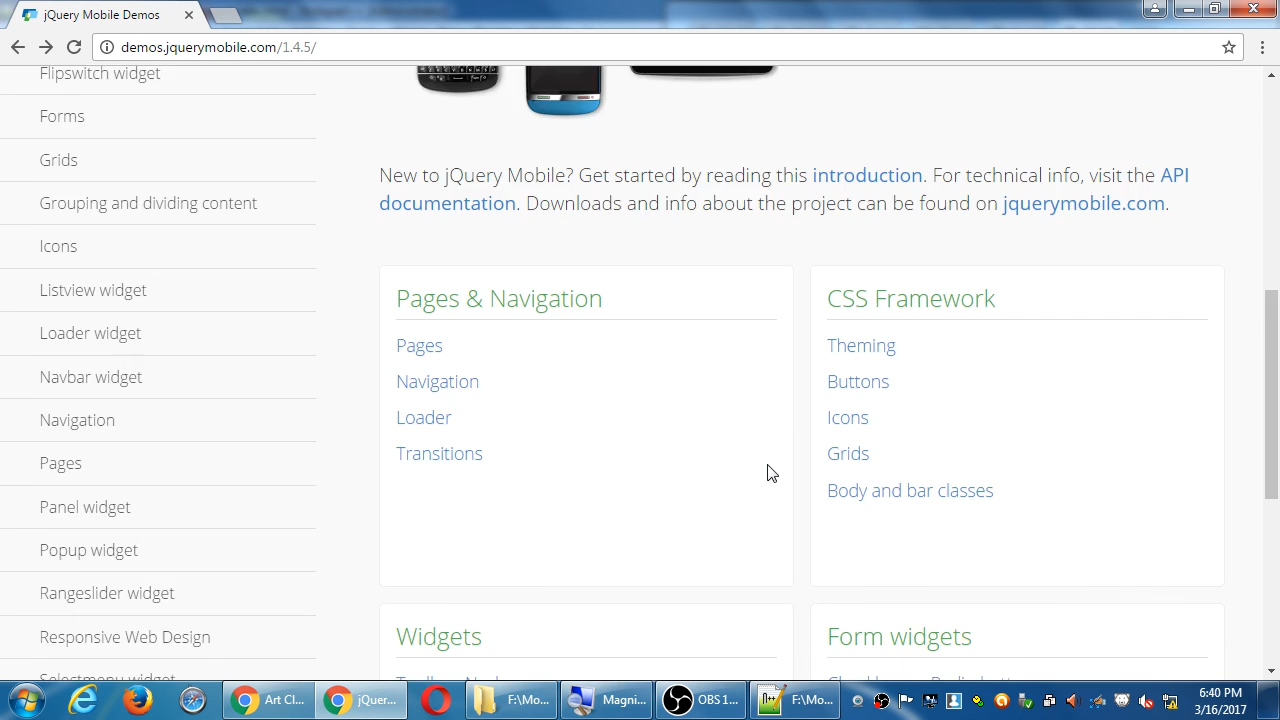 jQuery Mobile Demos
demos.jquerymobile.com/1.4.5/
Flipswitch widget
Forms
Grids
Grouping and dividing content
Icons
Listview widget
Loader widget
Navbar widget
Navigation
Pages
Panel widget
Popup widget
Rangeslider widget
Responsive Web Design
New to jQuery Mobile? Get started by reading this introduction. For technical info, visit the API
documentation. Downloads and info about the project can be found on jquerymobile.com.
Pages & Navigation
Pages
Navigation
Loader
Transitions
CSS Framework
Theming
Buttons
Icons
Grids
Body and bar classes
Widgets
Form widgets
Art Cl...
jQuer...
F:\Mo...
Magni...
OBS 1...
F:\Mo...
6:40 PM
3/16/2017